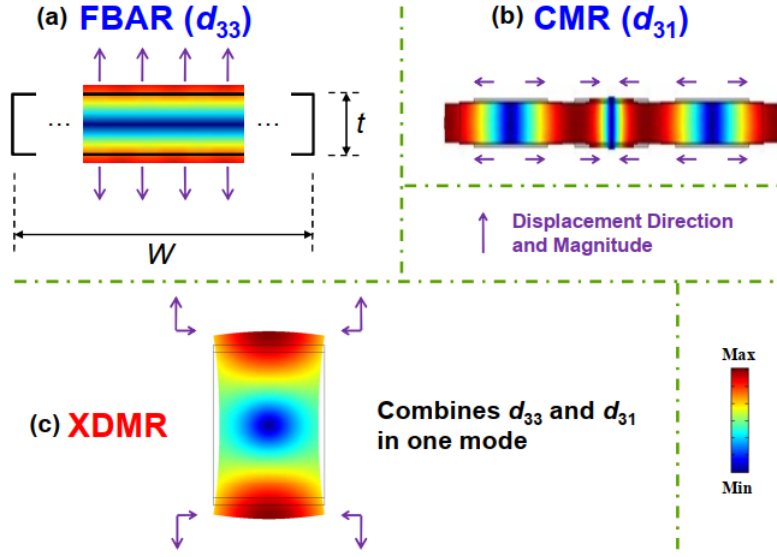 (a) FBAR (d33)
(b) CMR (d31)
... ...
t
W
Displacement Direction
and Magnitude
(c) XDMR
Combines d33 and d31
in one mode
Max
Min